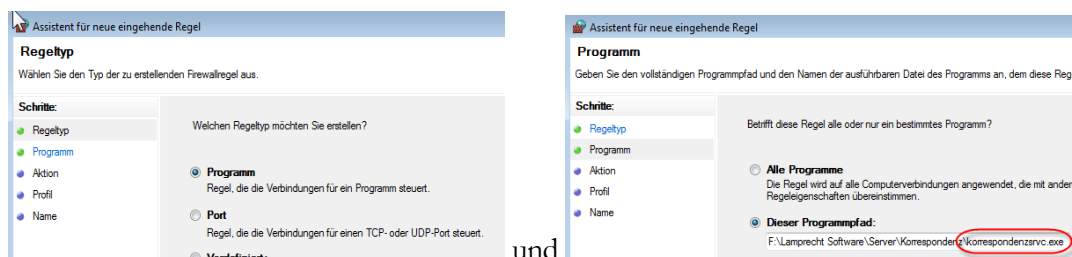 Assistent für neue eingehende Regel
Regeltyp
Wählen Sie den Typ der zu erstellenden Firewallregel aus.
Schritte:
Regeltyp
Programm
Aktion
Profil
Name
Welchen Regeltyp möchten Sie erstellen?
Programm
Regel, die die Verbindungen für ein Programm steuert.
Port
Regel, die die Verbindungen für einen TCP- oder UDP-Port steuert.
und
Assistent für neue eingehende Regel
Programm
Geben Sie den vollständigen Programmpfad und den Namen der ausführbaren Datei des Programms an, dem diese Reg
Schritte:
Regeltyp
Programm
Aktion
Profil
Name
Betrifft diese Regel alle oder nur ein bestimmtes Programm?
Alle Programme
Die Regel wird auf alle Computerverbindungen angewendet, die mit ander
Regeleigenschaften übereinstimmen.
Dieser Programmpfad:
F:\Lamprecht Software\Server\Korrespondenz\korrespondenzsrvc.exe